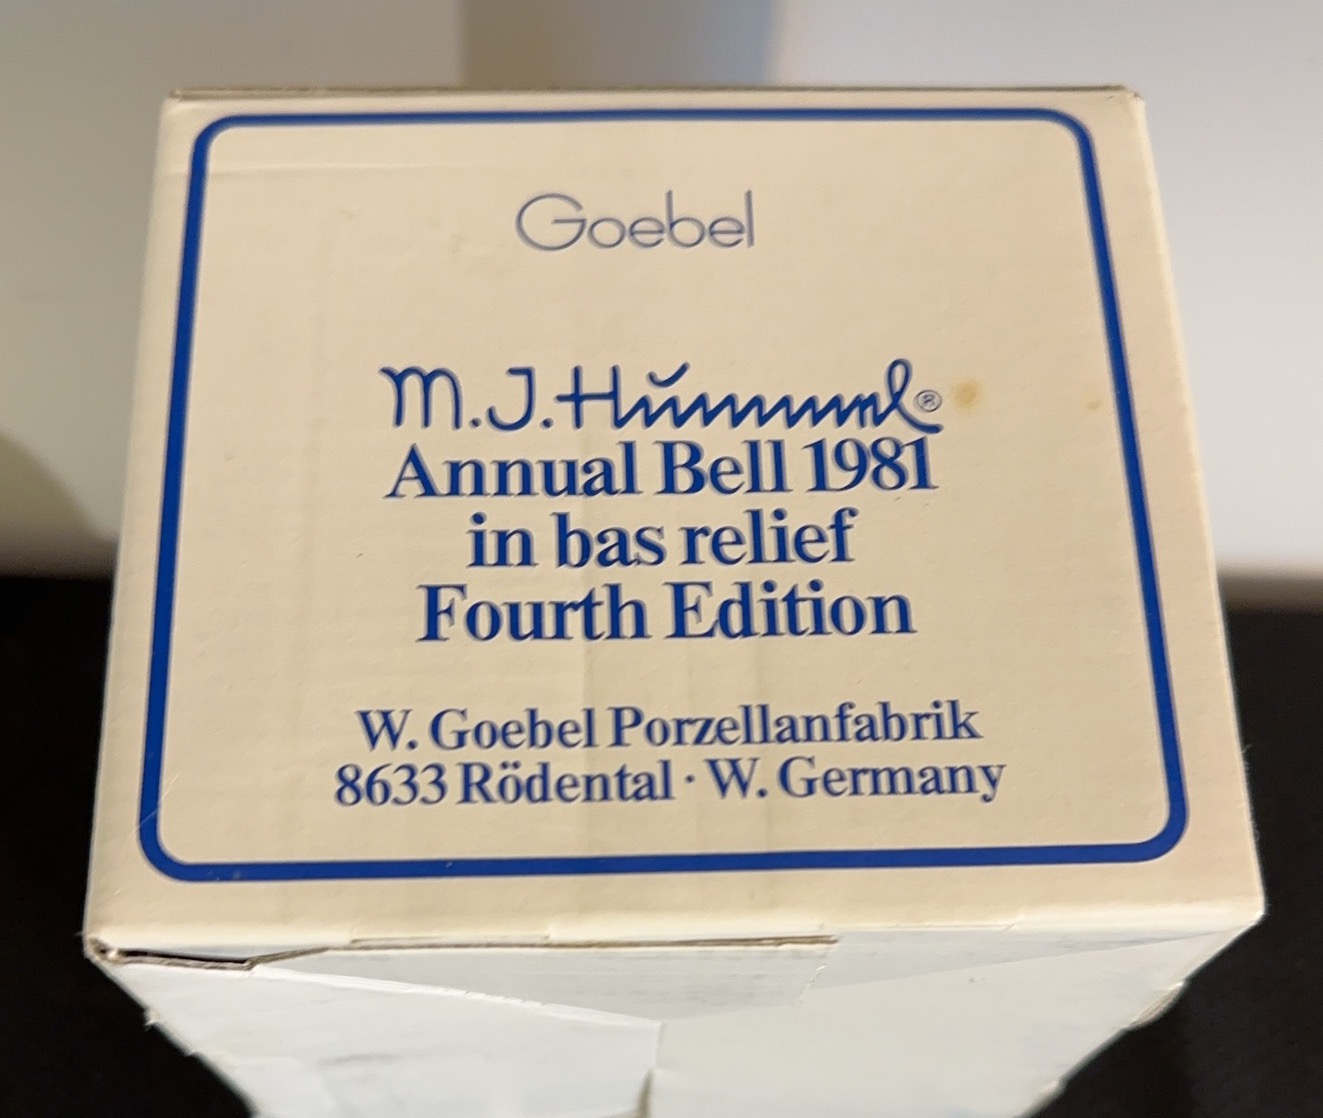 Goebel
M.J.Hummel®
Annual Bell 1981
in bas relief
Fourth Edition
W. Goebel Porzellanfabrik
8633 Rödental · W. Germany